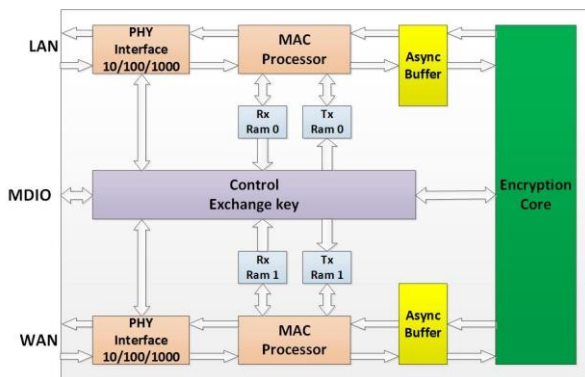 LAN
PHY
Interface
10/100/1000
MAC
Processor
Async
Buffer
Rx
Ram 0
Tx
Ram 0
MDIO
Control
Exchange key
Encryption
Core
Rx
Ram 1
Tx
Ram 1
WAN
PHY
Interface
10/100/1000
MAC
Processor
Async
Buffer